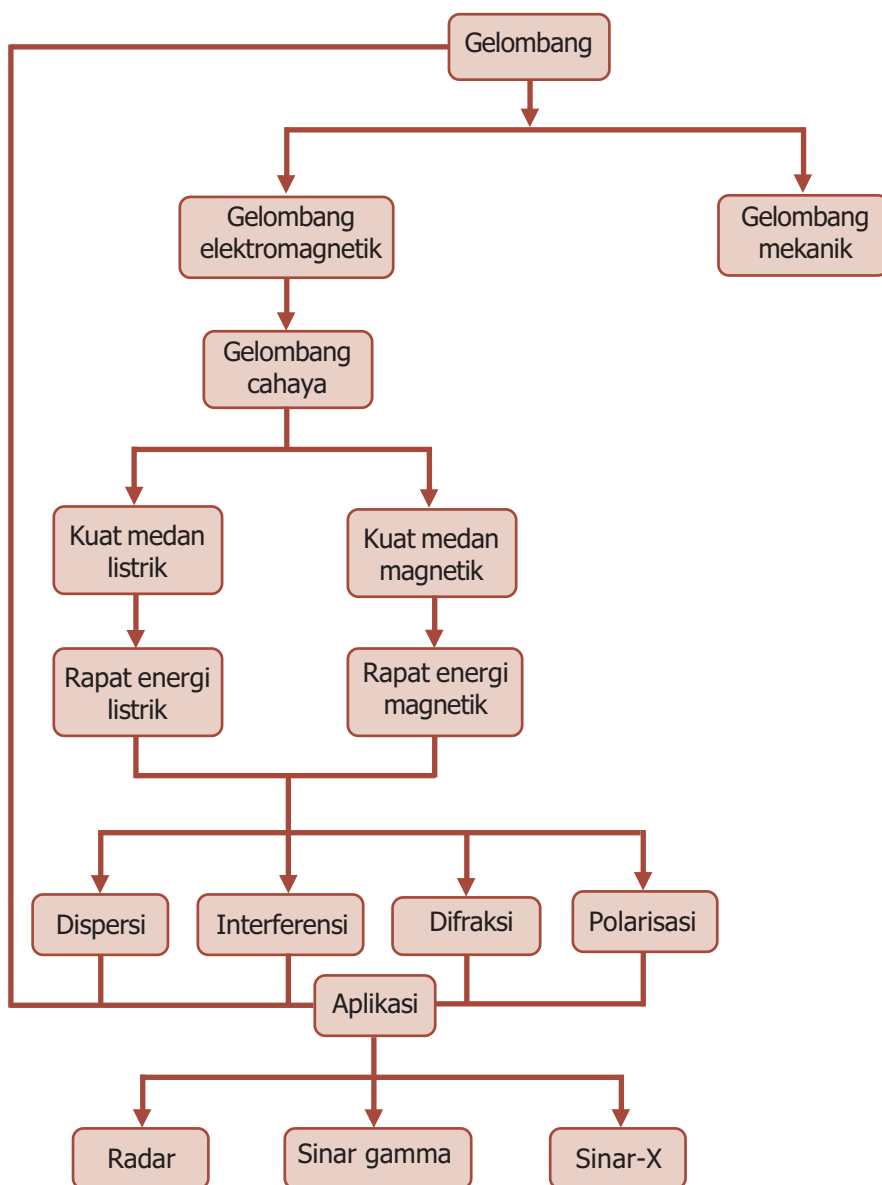 Gelombang
Gelombang
elektromagnetik
Gelombang
mekanik
Gelombang
cahaya
Kuat medan
listrik
Kuat medan
magnetik
Rapat energi
listrik
Rapat energi
magnetik
Dispersi
Interferensi
Difraksi
Polarisasi
Aplikasi
Radar
Sinar gamma
Sinar-X